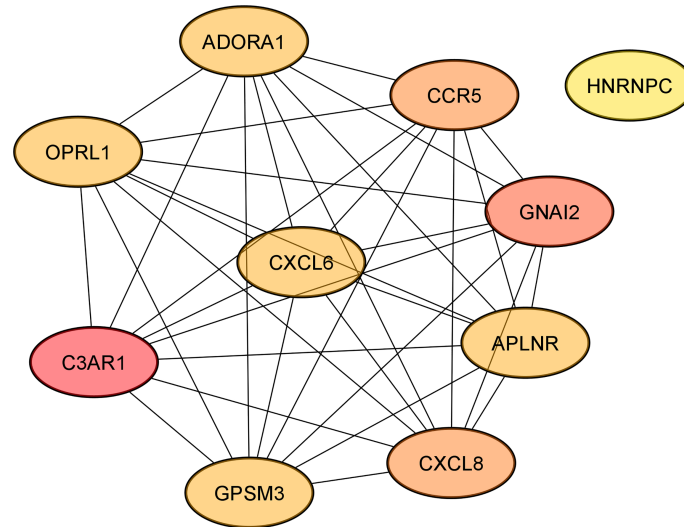 ADORA1
CCR5
HNRNPC
OPRL1
GNAI2
CXCL6
APLNR
C3AR1
CXCL8
GPSM3